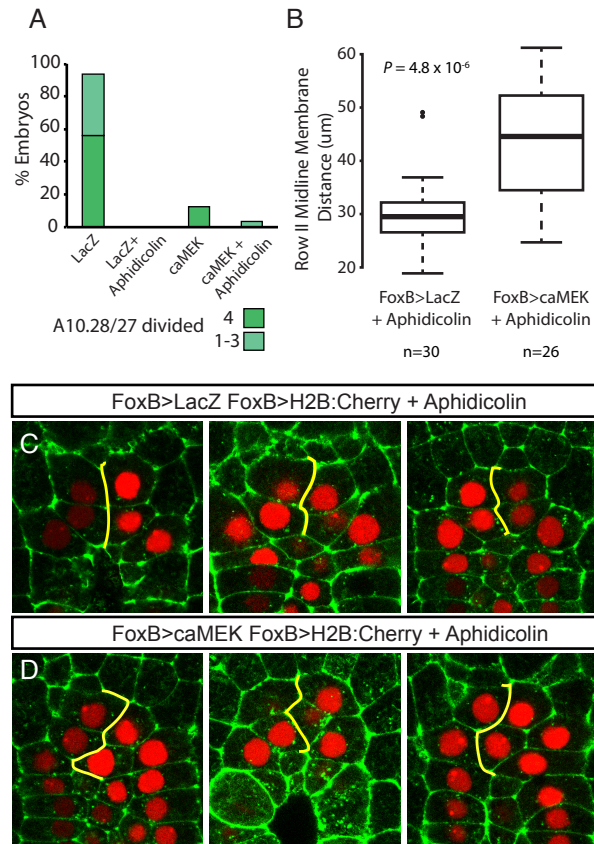 A
% Embryos
100
80
60
40
20
0
LacZ
LacZ+
Aphidicolin
caMEK
caMEK +
Aphidicolin
A10.28/27 divided
4
1-3
B
Row II Midline Membrane
Distance (um)
60
50
40
30
20
P = 4.8 x 10⁻⁶
FoxB>LacZ
+ Aphidicolin
FoxB>caMEK
+ Aphidicolin
n=30
n=26
FoxB>LacZ FoxB>H2B:Cherry + Aphidicolin
C
FoxB>caMEK FoxB>H2B:Cherry + Aphidicolin
D